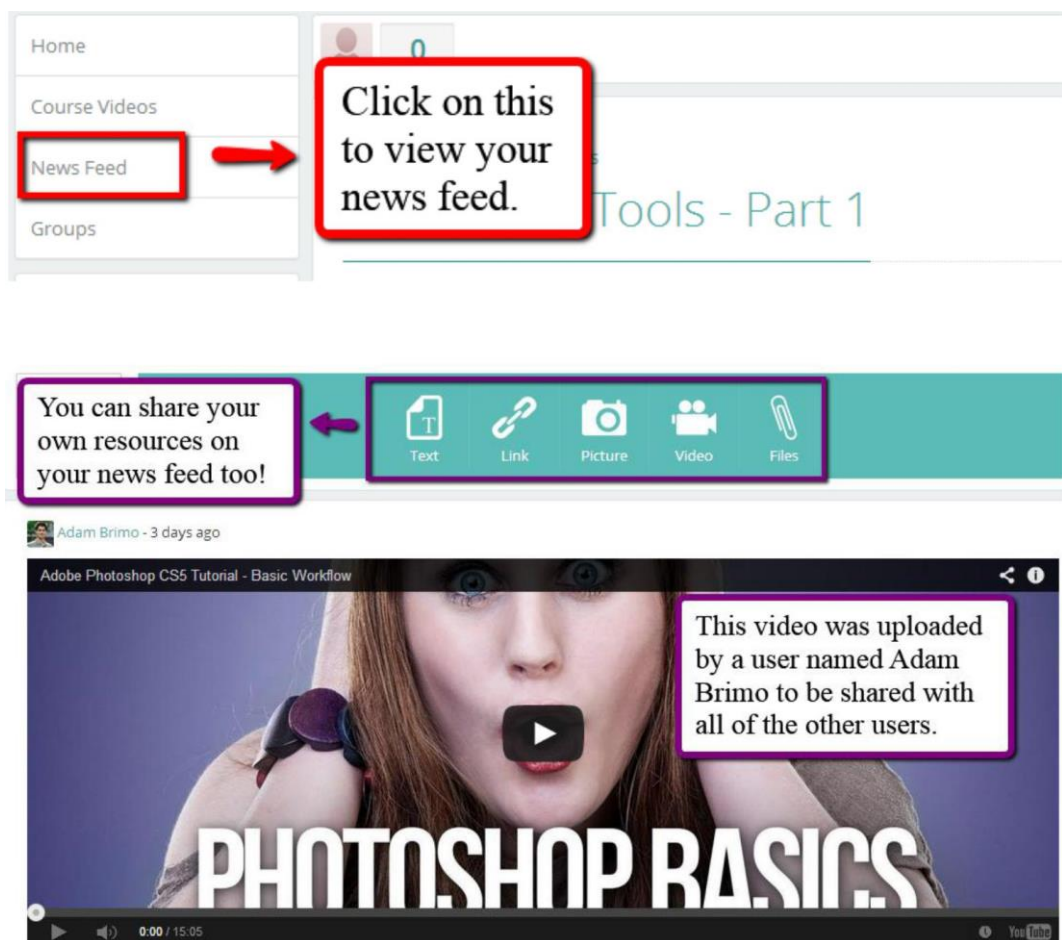 Home
0
Course Videos
News Feed
Groups
Click on this
to view your
news feed.
Tools - Part 1
You can share your
own resources on
your news feed too!
T
Text
Link
Picture
Video
Files
Adam Brimo - 3 days ago
Adobe Photoshop CS5 Tutorial - Basic Workflow
This video was uploaded
by a user named Adam
Brimo to be shared with
all of the other users.
PHOTOSHOP BASICS
0:00 / 15:05
YouTube